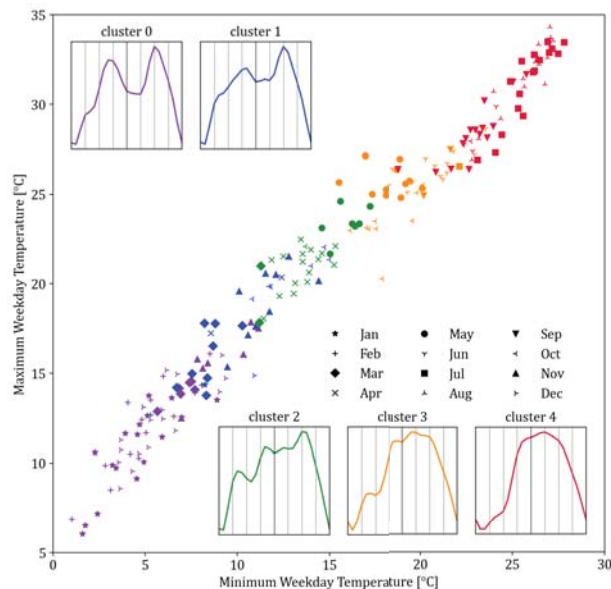 cluster 0
cluster 1
Maximum Weekday Temperature [°C]
35
30
25
20
15
10
5
Jan
May
Sep
Feb
Jun
Oct
Mar
Jul
Nov
Apr
Aug
Dec
cluster 2
cluster 3
cluster 4
0
5
10
15
20
25
30
Minimum Weekday Temperature [°C]